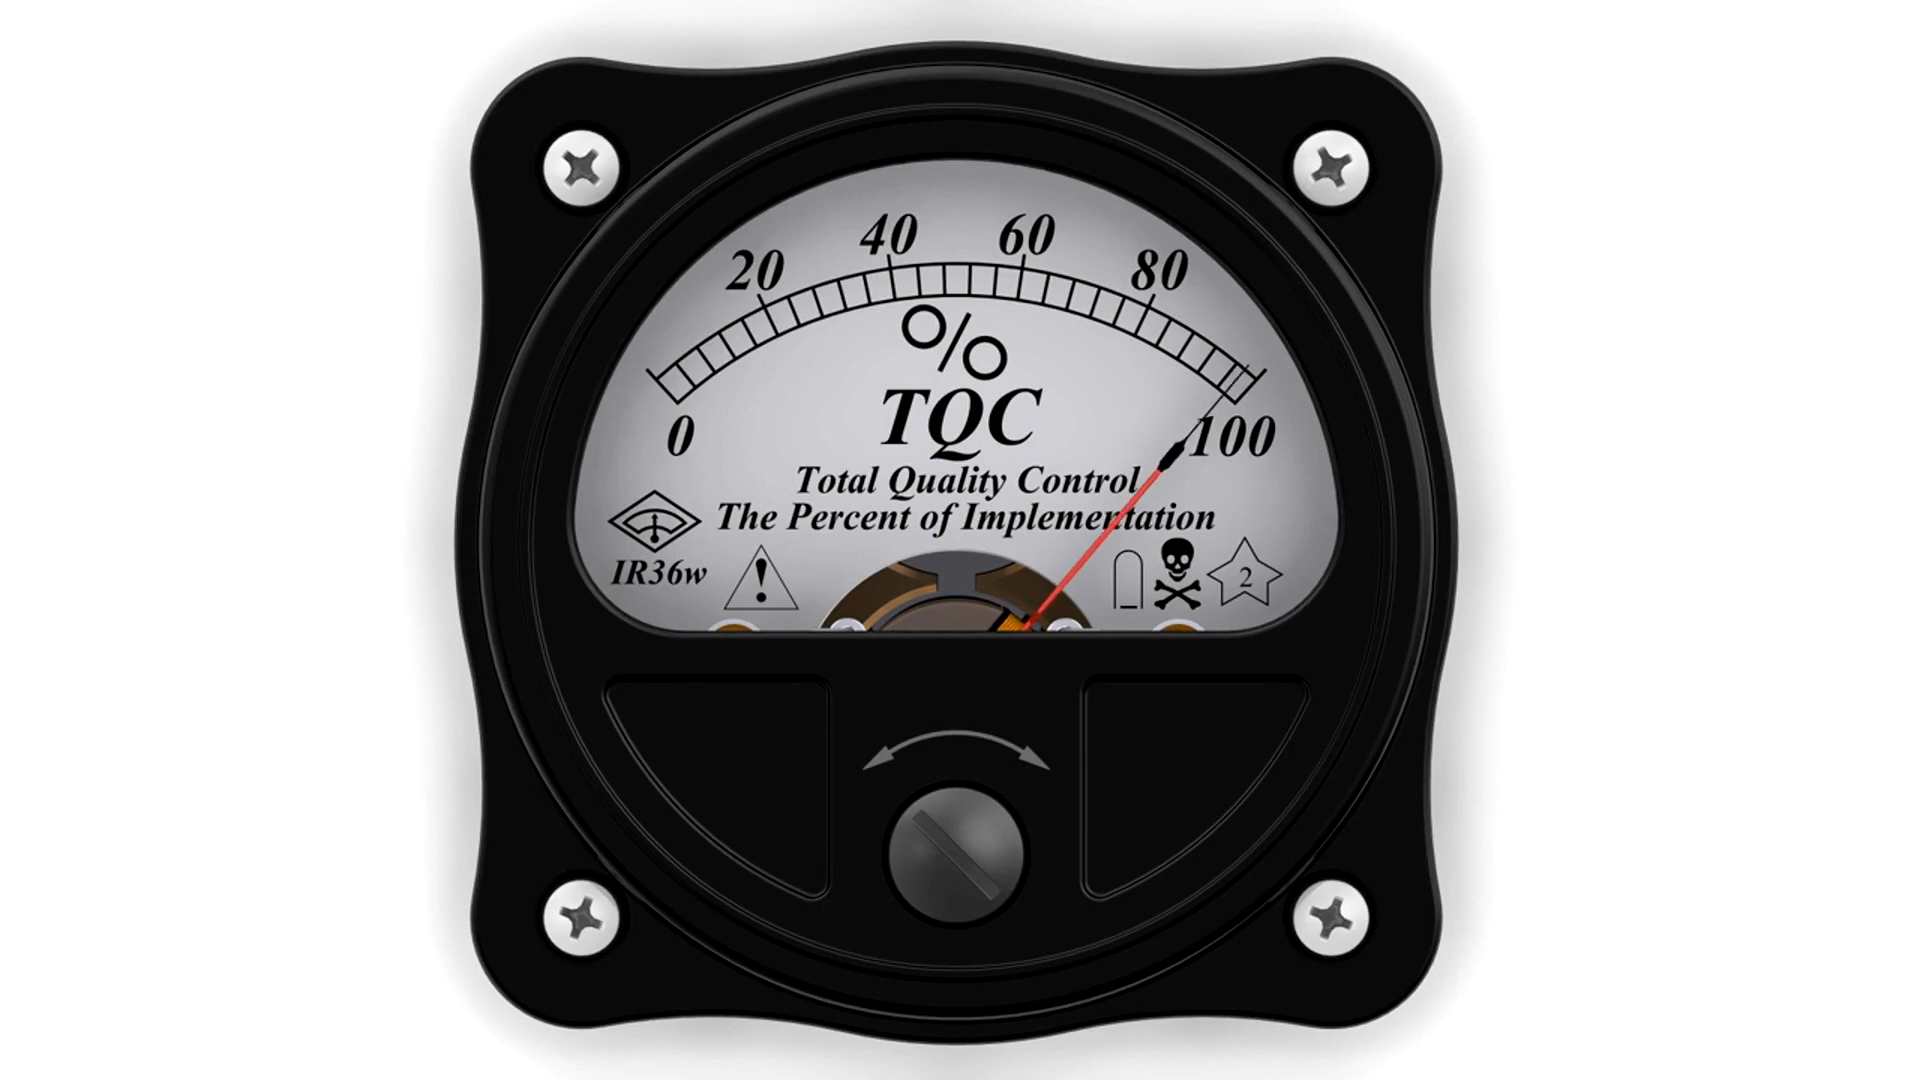 0 20 40 60 80 100
%
TQC
Total Quality Control
The Percent of Implementation
IR36w
!
2